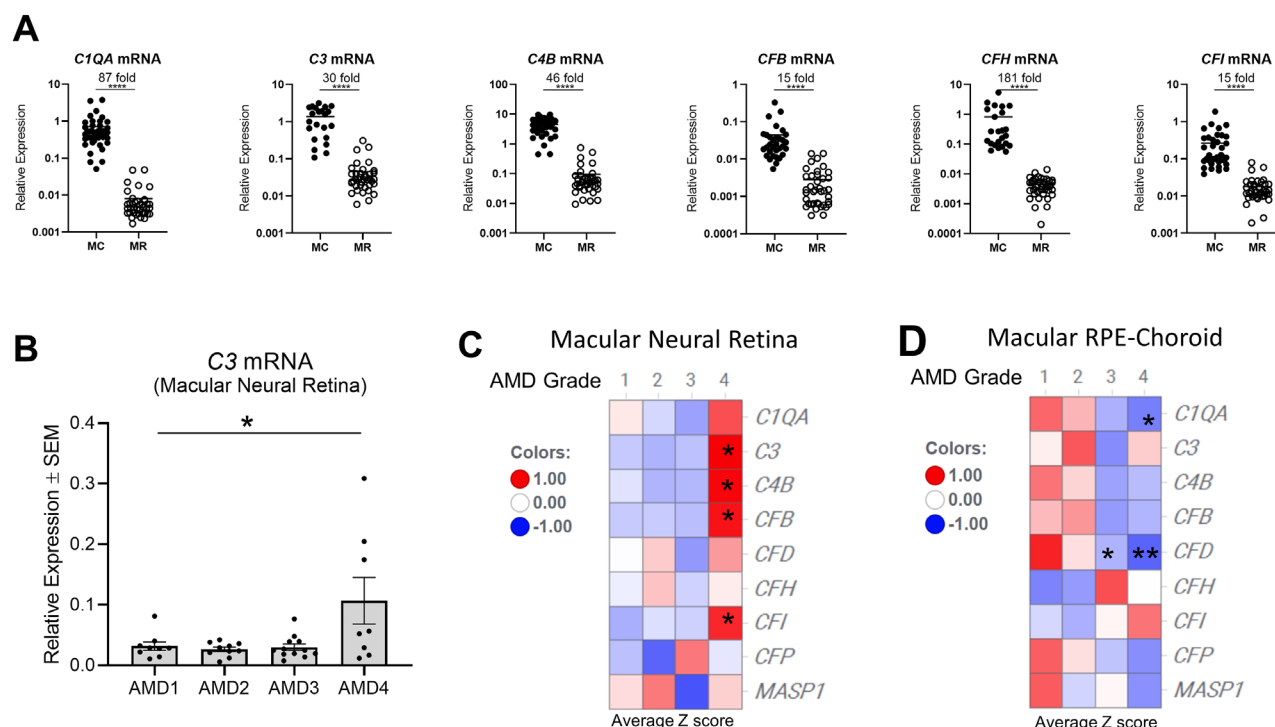 A
C1QA mRNA
87 fold
****
Relative Expression
10
1
0.1
0.01
0.001
MC MR
C3 mRNA
30 fold
****
Relative Expression
10
1
0.1
0.01
0.001
MC MR
C4B mRNA
46 fold
****
Relative Expression
100
10
1
0.1
0.01
0.001
MC MR
CFB mRNA
15 fold
****
Relative Expression
1
0.1
0.01
0.001
0.0001
MC MR
CFH mRNA
181 fold
****
Relative Expression
10
1
0.1
0.01
0.001
0.0001
MC MR
CFI mRNA
15 fold
****
Relative Expression
10
1
0.1
0.01
0.001
MC MR
B
C3 mRNA
(Macular Neural Retina)
*
Relative Expression ± SEM
0.4
0.3
0.2
0.1
0.0
AMD1 AMD2 AMD3 AMD4
C
Macular Neural Retina
AMD Grade 1 2 3 4
Colors:
1.00
0.00
-1.00
C1QA
* C3
* C4B
* CFB
CFD
CFH
* CFI
CFP
MASP1
Average Z score
D
Macular RPE-Choroid
AMD Grade 1 2 3 4
Colors:
1.00
0.00
-1.00
* C1QA
C3
C4B
CFB
* ** CFD
CFH
CFI
CFP
MASP1
Average Z score